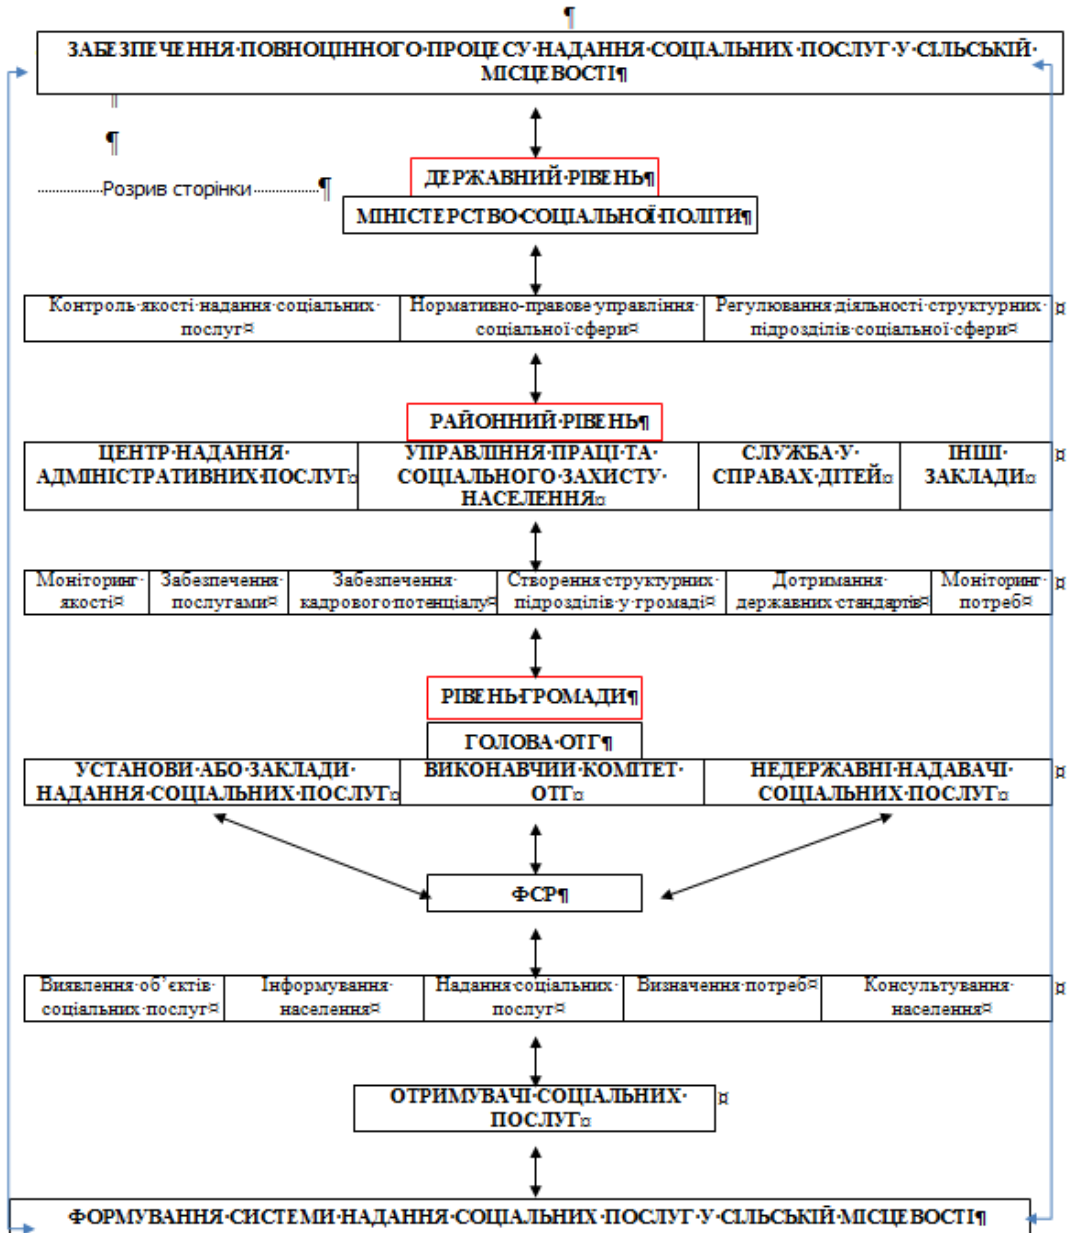 ЗАБЕЗПЕЧЕННЯ ПОВНОЦІННОГО ПРОЦЕСУ НАДАННЯ СОЦІАЛЬНИХ ПОСЛУГ У СІЛЬСЬКІЙ
МІСЦЕВОСТІ¶
¶
¶
¶
ДЕРЖАВНИЙ РІВЕНЬ¶
Розрив сторінки¶
МІНІСТЕРСТВО СОЦІАЛЬНОЇ ПОЛІТИ¶
Контроль якості надання соціальних
послуг¤
Нормативно-правове управління
соціальної сфери¤
Регулювання діяльності структурних
підрозділів соціальної сфери¤
¤
РАЙОННИЙ РІВЕНЬ¶
ЦЕНТР НАДАННЯ
АДМІНІСТРАТИВНИХ ПОСЛУГ¤
УПРАВЛІННЯ ПРАЦІ ТА
СОЦІАЛЬНОГО ЗАХИСТУ
НАСЕЛЕННЯ¤
СЛУЖБА У
СПРАВАХ ДІТЕЙ¤
ІНШІ
ЗАКЛАДИ¤
¤
Моніторинг
якості¤
Забезпечення
послугами¤
Забезпечення
кадрового потенціалу¤
Створення структурних
підрозділів у громаді¤
Дотримання
державних стандартів¤
Моніторинг
потреб¤
¤
РІВЕНЬ ГРОМАДИ¶
ГОЛОВА ОТГ¶
УСТАНОВИ АБО ЗАКЛАДИ
НАДАННЯ СОЦІАЛЬНИХ ПОСЛУГ¤
ВИКОНАВЧИЙ КОМІТЕТ
ОТГ¤
НЕДЕРЖАВНІ НАДАВАЧІ
СОЦІАЛЬНИХ ПОСЛУГ¤
¤
ФСР¶
Виявлення об’єктів
соціальних послуг¤
Інформування
населення¤
Надання соціальних
послуг¤
Визначення потреб¤
Консультування
населення¤
¤
ОТРИМУВАЧІ СОЦІАЛЬНИХ
ПОСЛУГ¤
¤
ФОРМУВАННЯ СИСТЕМИ НАДАННЯ СОЦІАЛЬНИХ ПОСЛУГ У СІЛЬСЬКІЙ МІСЦЕВОСТІ¶